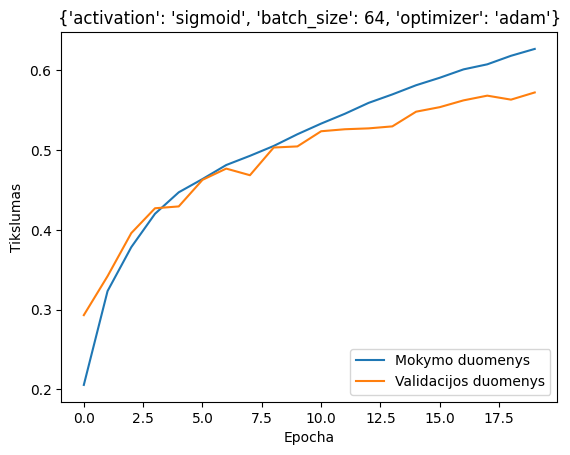 {'activation': 'sigmoid', 'batch_size': 64, 'optimizer': 'adam'}
0.6
0.5
0.4
0.3
0.2
Tikslumas
Mokymo duomenys
Validacijos duomenys
0.0 2.5 5.0 7.5 10.0 12.5 15.0 17.5
Epocha